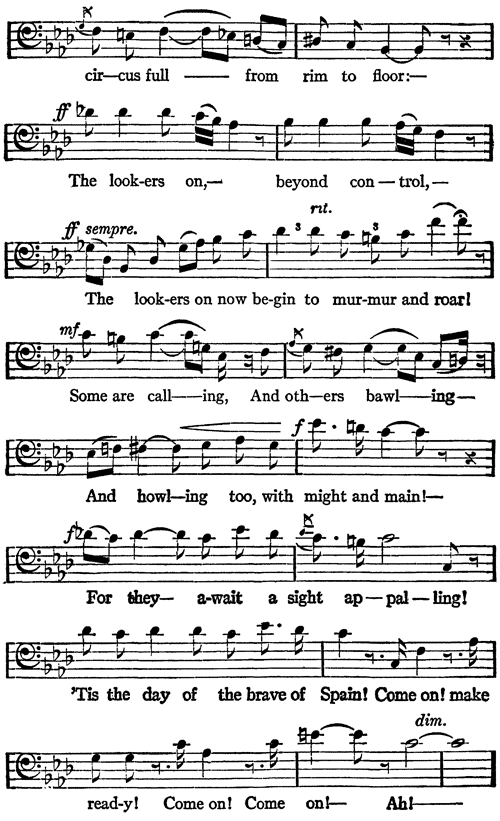 cir—cus full — from rim to floor:—
ff
The look-ers on,— beyond con—trol,—
ff sempre. rit.
3 3
The look-ers on now be-gin to mur-mur and roar!
mf
Some are call—ing, And oth—ers bawl—ing—
f
And howl—ing too, with might and main!—
f
For they— a-wait a sight ap—pal—ling!
'Tis the day of the brave of Spain! Come on! make
dim.
read-y! Come on! Come on!— Ah!—